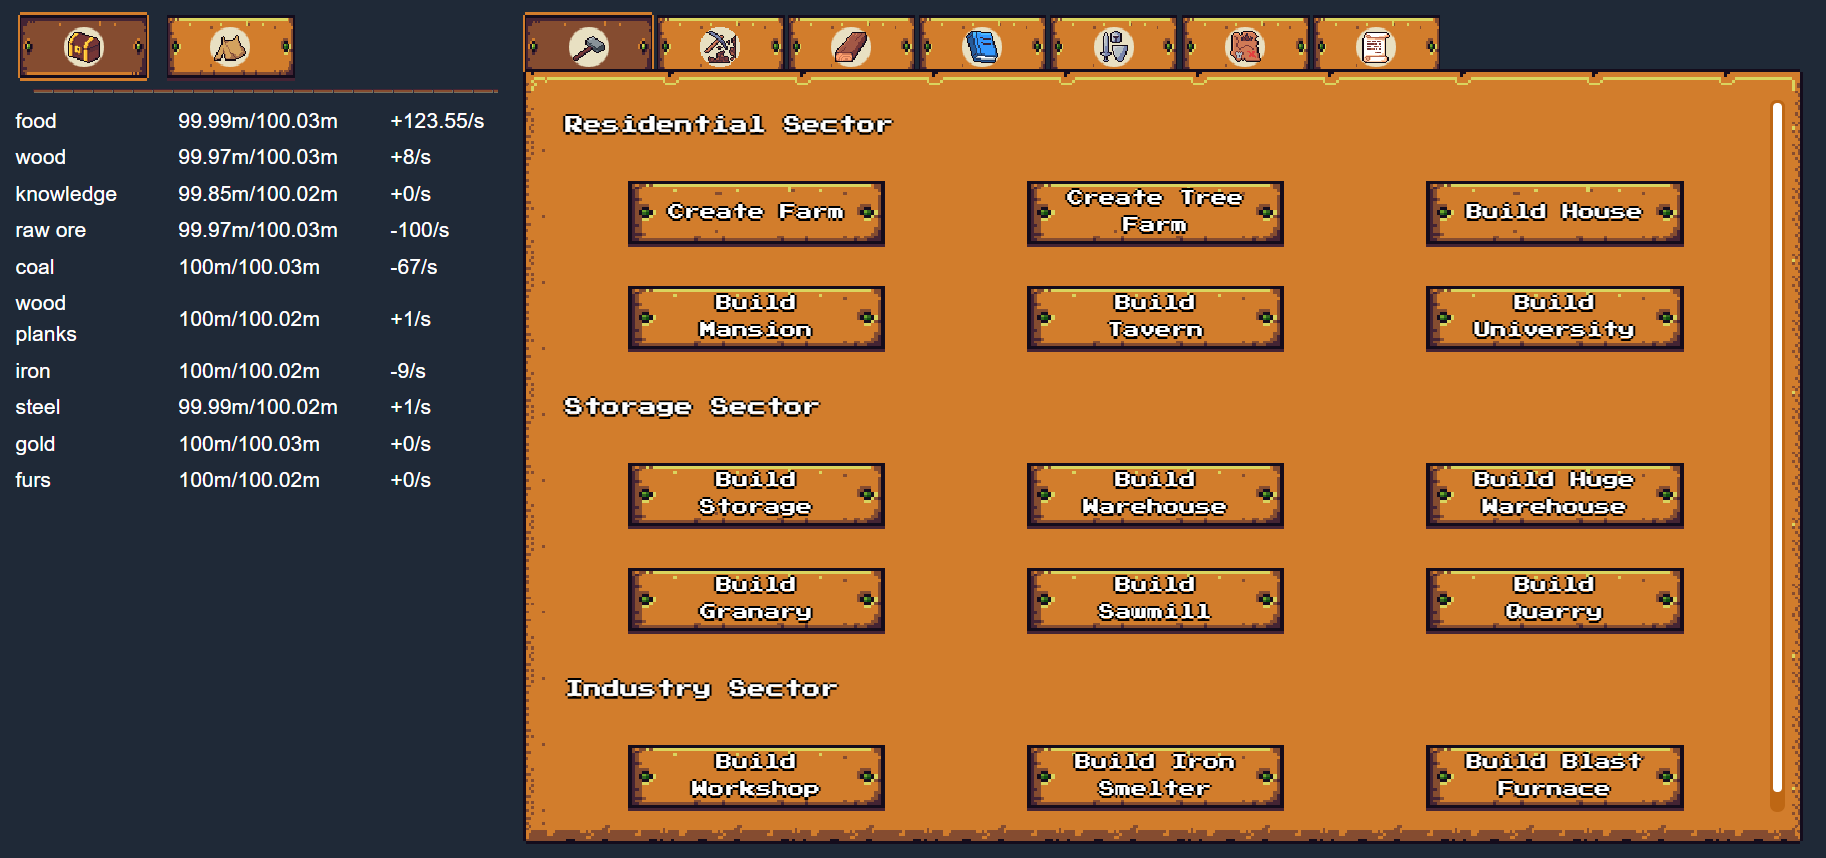 food 99.99m/100.03m +123.55/s
wood 99.97m/100.03m +8/s
knowledge 99.85m/100.02m +0/s
raw ore 99.97m/100.03m -100/s
coal 100m/100.03m -67/s
wood
planks 100m/100.02m +1/s
iron 100m/100.02m -9/s
steel 99.99m/100.02m +1/s
gold 100m/100.03m +0/s
furs 100m/100.02m +0/s
Residential Sector
Create Farm
Create Tree
Farm
Build House
Build
Mansion
Build
Tavern
Build
University
Storage Sector
Build
Storage
Build
Warehouse
Build Huge
Warehouse
Build
Granary
Build
Sawmill
Build
Quarry
Industry Sector
Build
Workshop
Build Iron
Smelter
Build Blast
Furnace